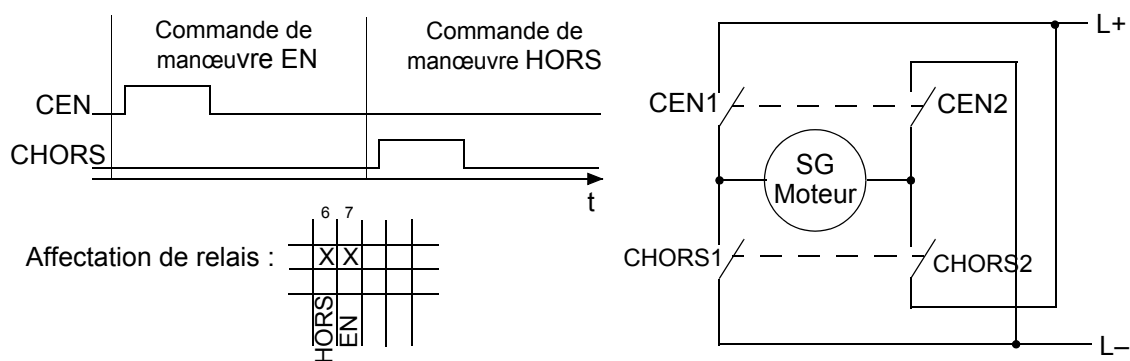 Commande de
manœuvre EN
Commande de
manœuvre HORS
CEN
CHORS
t
6 7
Affectation de relais :
X X
HORS
EN
L+
CEN1
CEN2
SG
Moteur
CHORS1
CHORS2
L–